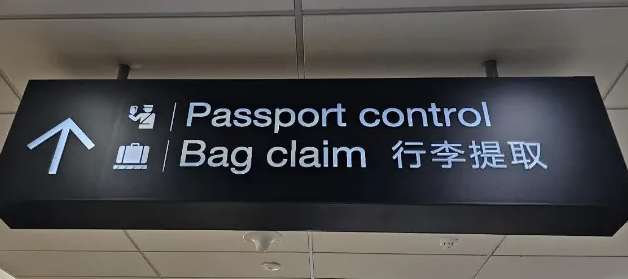 Passport control
Bag claim 行李提取